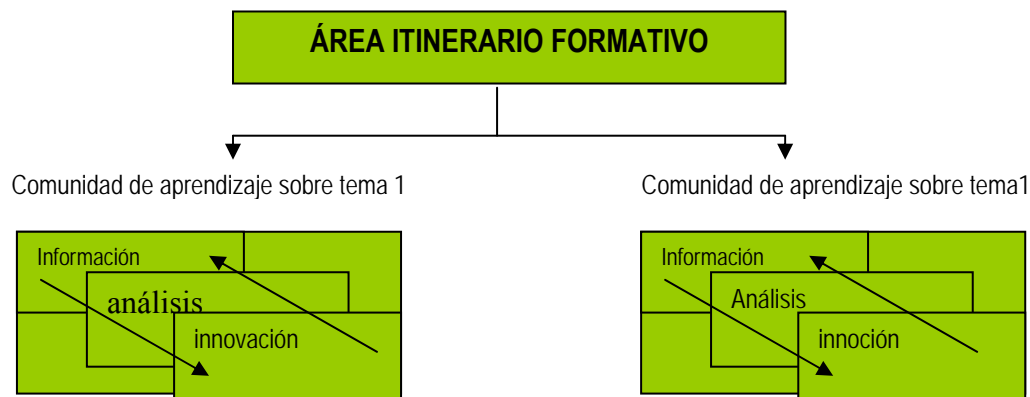 ÁREA ITINERARIO FORMATIVO
Comunidad de aprendizaje sobre tema 1
Comunidad de aprendizaje sobre tema1
Información
análisis
innovación
Información
Análisis
innoción